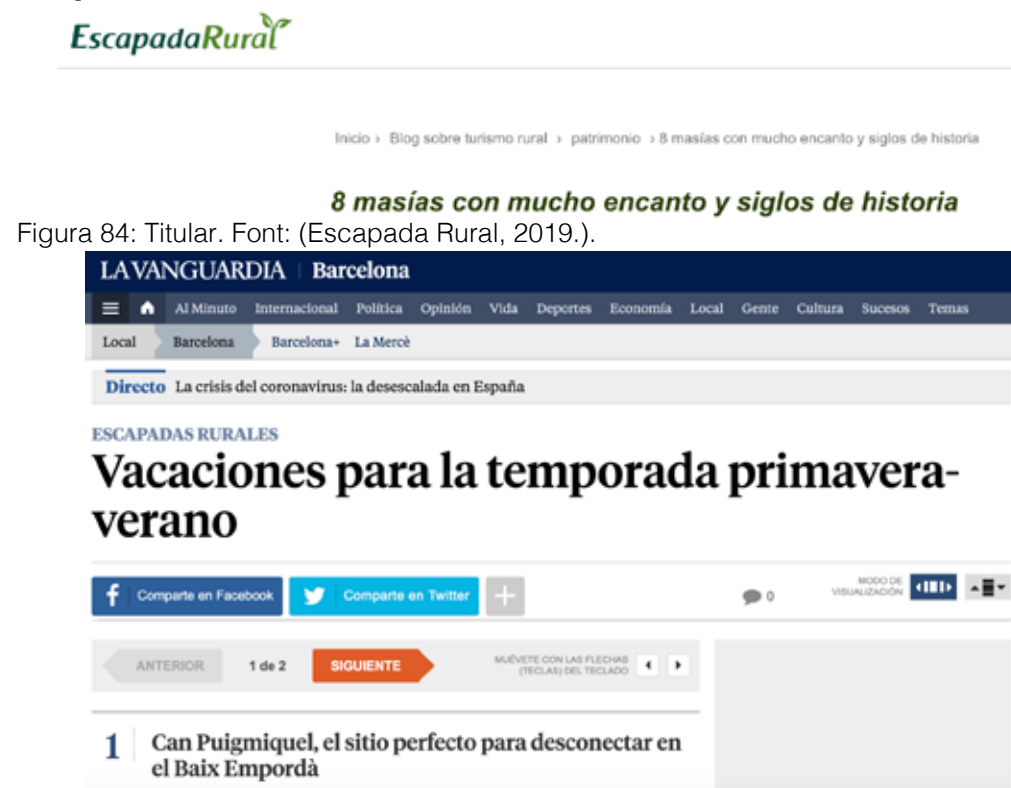 EscapadaRural
Inicio › Blog sobre turismo rural › patrimonio › 8 masías con mucho encanto y siglos de historia
8 masías con mucho encanto y siglos de historia
Figura 84: Titular. Font: (Escapada Rural, 2019.).
LA VANGUARDIA | Barcelona
Al Minuto Internacional Política Opinión Vida Deportes Economía Local Gente Cultura Sucesos Temas
Local Barcelona Barcelona+ La Mercè
Directo La crisis del coronavirus: la desescalada en España
ESCAPADAS RURALES
Vacaciones para la temporada primavera-
verano
Comparte en Facebook Comparte en Twitter + 0 MODO DE
VISUALIZACIÓN
ANTERIOR 1 de 2 SIGUIENTE MUÉVETE CON LAS FLECHAS
(TECLAS) DEL TECLADO
1 Can Puigmiquel, el sitio perfecto para desconectar en
el Baix Empordà